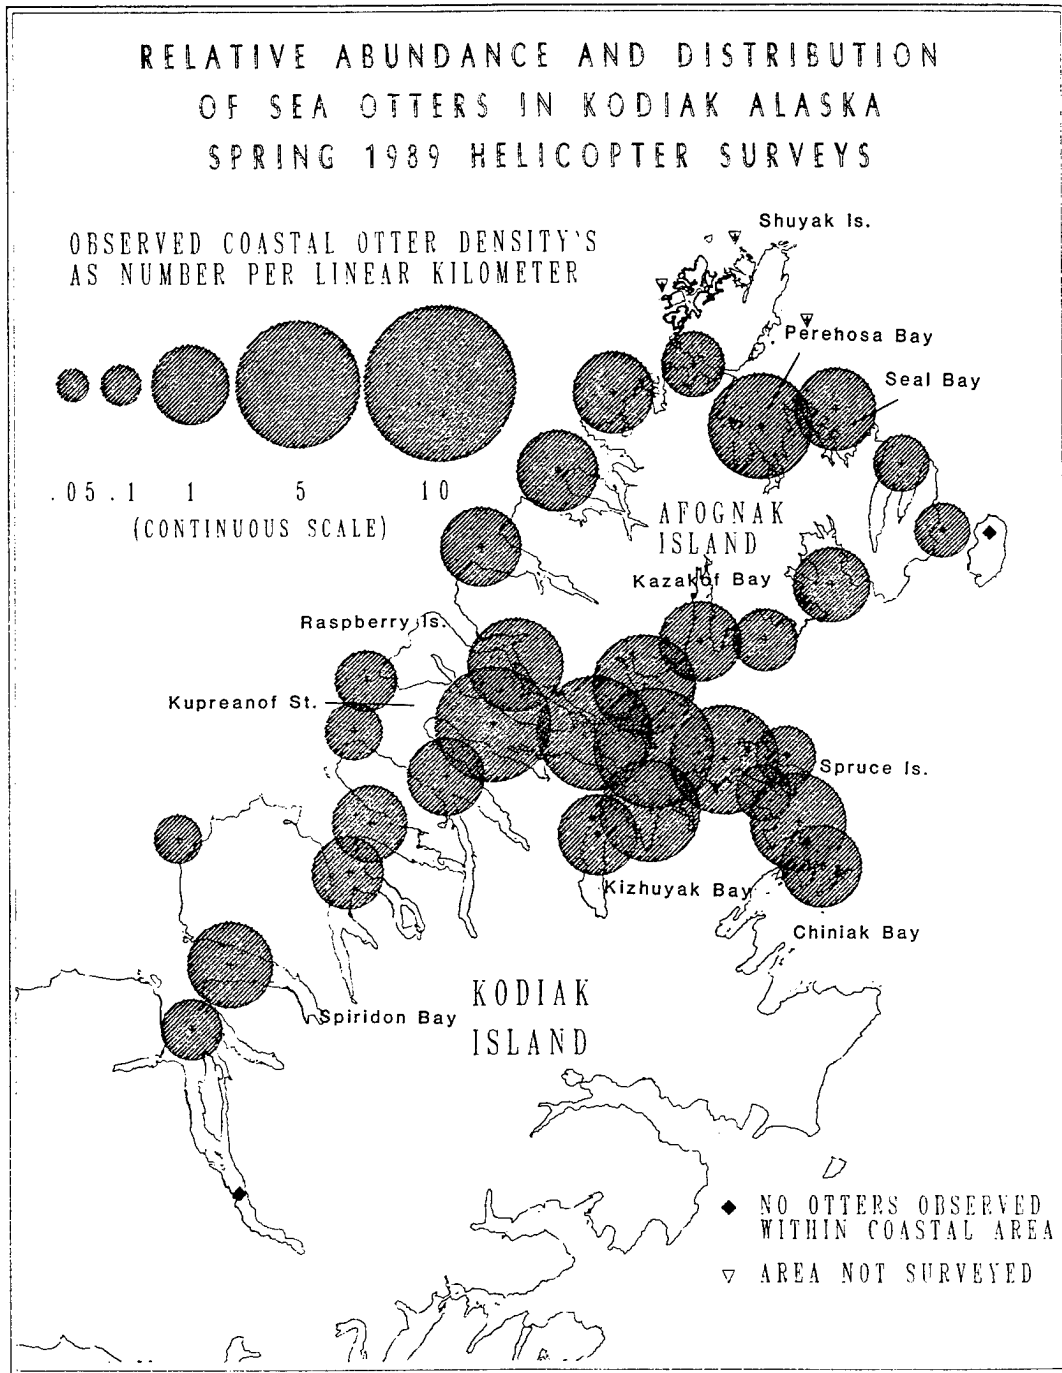 RELATIVE ABUNDANCE AND DISTRIBUTION
OF SEA OTTERS IN KODIAK ALASKA
SPRING 1989 HELICOPTER SURVEYS
OBSERVED COASTAL OTTER DENSITY'S
AS NUMBER PER LINEAR KILOMETER
.05 .1 1 5 10
(CONTINUOUS SCALE)
Shuyak Is.
Perehosa Bay
Seal Bay
AFOGNAK
ISLAND
Kazakof Bay
Raspberry Is.
Kupreanof St.
Spruce Is.
Kizhuyak Bay
Chiniak Bay
KODIAK
ISLAND
Spiridon Bay
NO OTTERS OBSERVED
WITHIN COASTAL AREA
AREA NOT SURVEYED